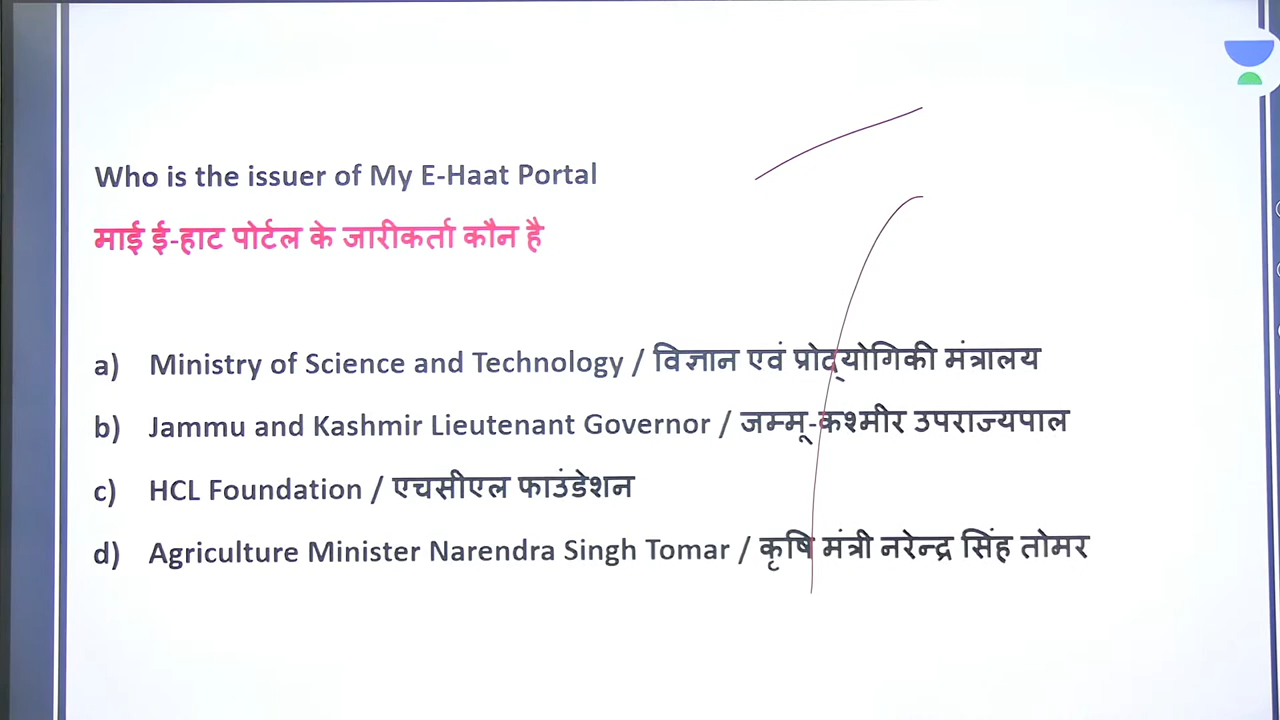 Who is the issuer of My E-Haat Portal
माई ई-हाट पोर्टल के जारीकर्ता कौन है
a) Ministry of Science and Technology / विज्ञान एवं प्रोद्योगिकी मंत्रालय
b) Jammu and Kashmir Lieutenant Governor / जम्मू-कश्मीर उपराज्यपाल
c) HCL Foundation / एचसीएल फाउंडेशन
d) Agriculture Minister Narendra Singh Tomar / कृषि मंत्री नरेन्द्र सिंह तोमर